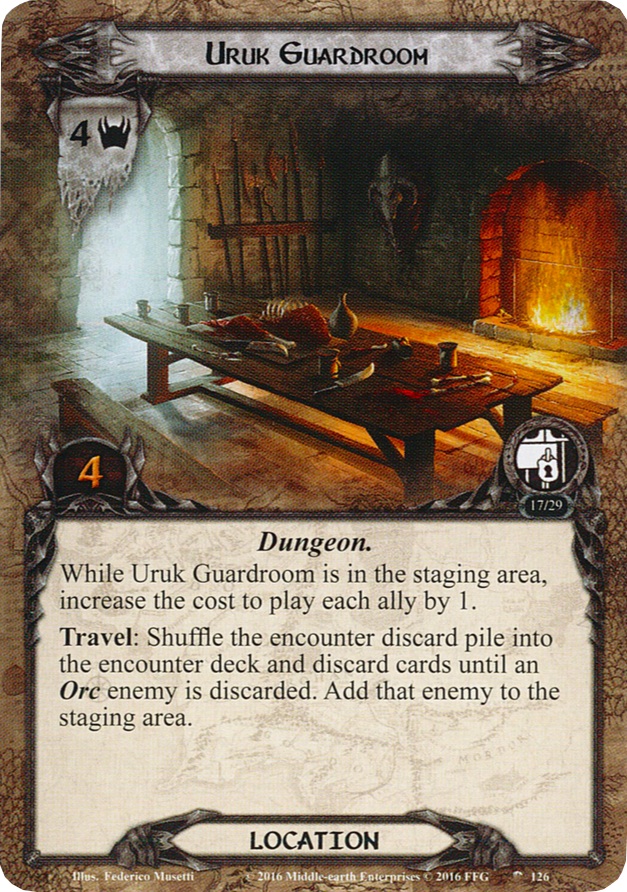 Uruk Guardroom
4
4
17/29
Dungeon.
While Uruk Guardroom is in the staging area,
increase the cost to play each ally by 1.
Travel: Shuffle the encounter discard pile into
the encounter deck and discard cards until an
Orc enemy is discarded. Add that enemy to the
staging area.
MORDOR
LOCATION
Illus. Federico Musetti © 2016 Middle-earth Enterprises © 2016 FFG 126